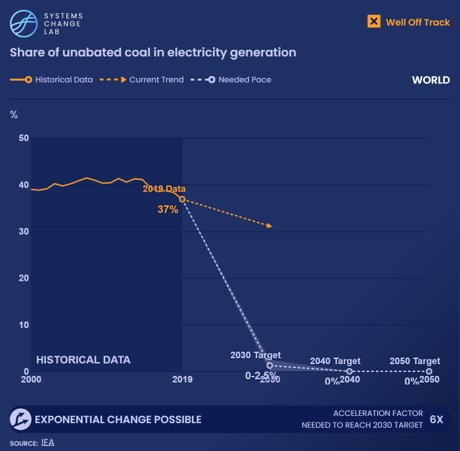 SYSTEMS
CHANGE
LAB
Well Off Track
Share of unabated coal in electricity generation
Historical Data Current Trend Needed Pace
WORLD
%
50
40
2019 Data
37%
30
20
10
HISTORICAL DATA
2030 Target
0-2.5%
2040 Target
0%
2050 Target
0%
0
2000 2019 2030 2040 2050
EXPONENTIAL CHANGE POSSIBLE
ACCELERATION FACTOR
NEEDED TO REACH 2030 TARGET
6X
SOURCE: IEA